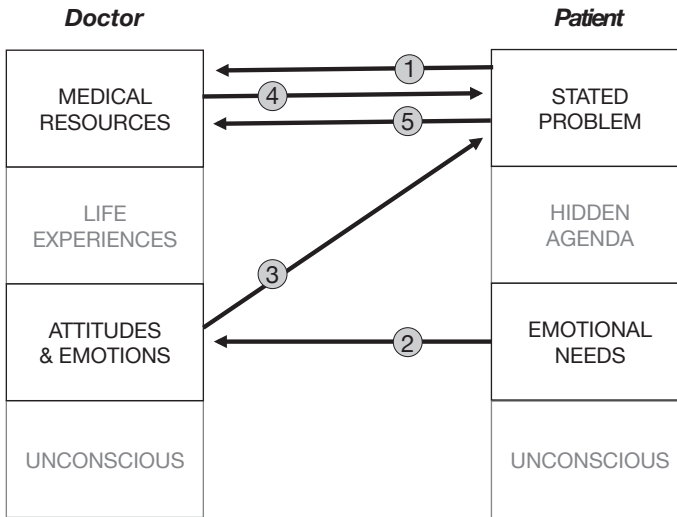 Doctor
Patient
MEDICAL
RESOURCES
1
4
5
STATED
PROBLEM
LIFE
EXPERIENCES
HIDDEN
AGENDA
3
ATTITUDES
& EMOTIONS
2
EMOTIONAL
NEEDS
UNCONSCIOUS
UNCONSCIOUS